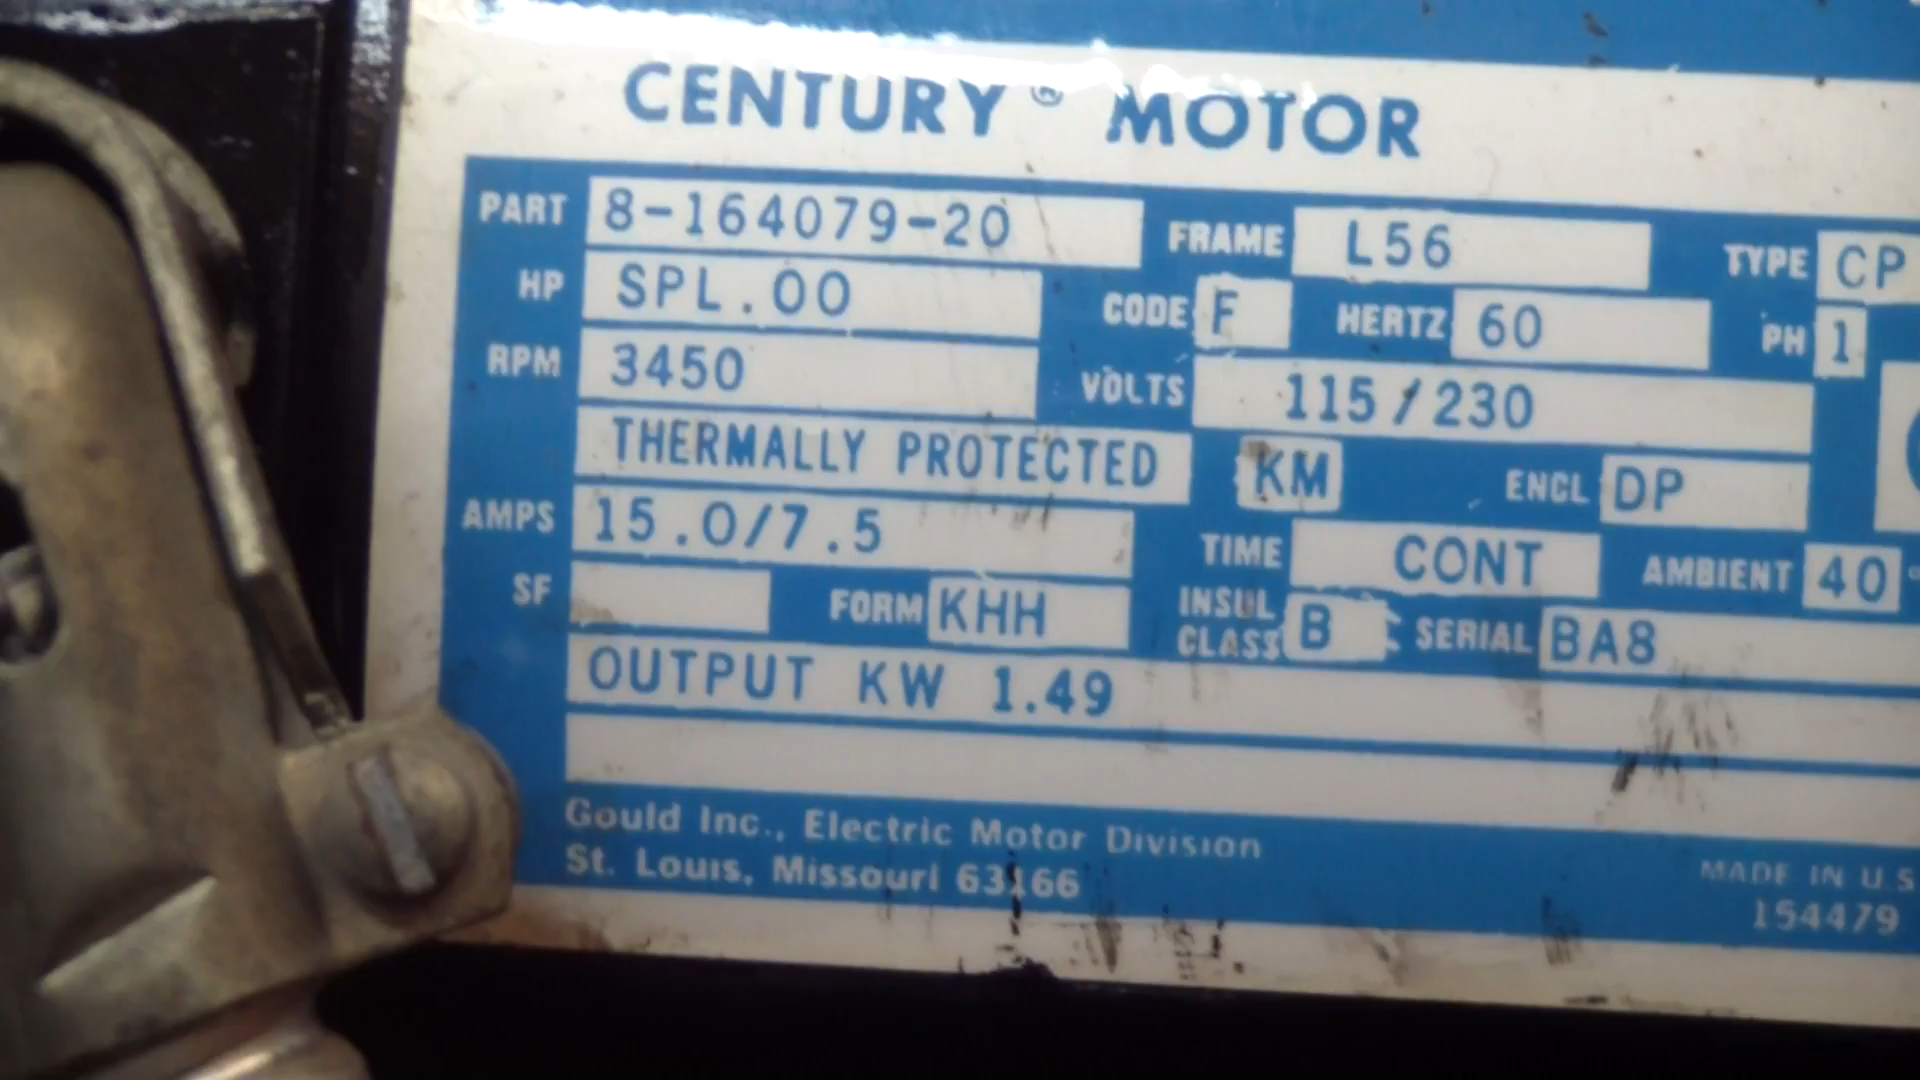 CENTURY ® MOTOR
PART 8-164079-20 FRAME L56 TYPE CP
HP SPL.00 CODE F HERTZ 60 PH 1
RPM 3450 VOLTS 115/230
THERMALLY PROTECTED KM ENCL DP
AMPS 15.0/7.5 TIME CONT AMBIENT 40°
SF FORM KHH INSUL CLASS B SERIAL BA8
OUTPUT KW 1.49
Gould Inc., Electric Motor Division
St. Louis, Missouri 63166
MADE IN U.S
154479